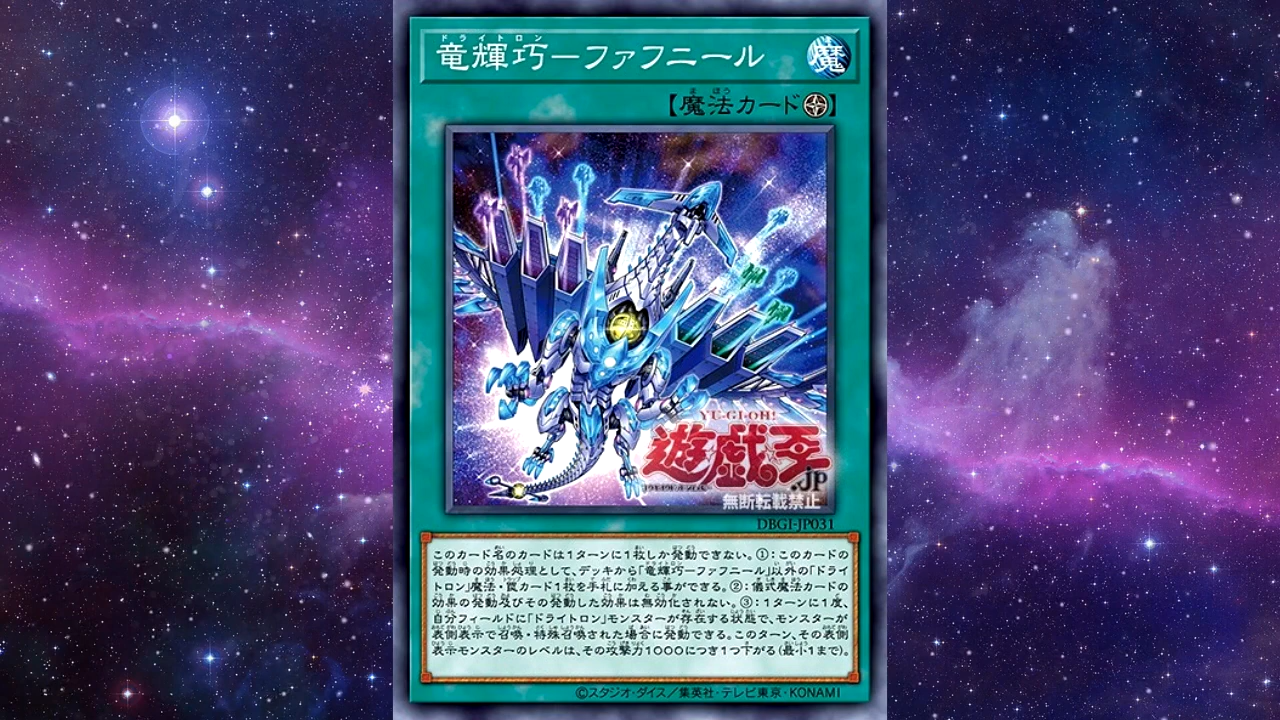 ドライトロン
竜輝巧－ファフニール
魔
【魔法カード】
YU-GI-OH!
遊戯王
.jp
無断転載禁止
DBGI-JP031
このカード名のカードは1ターンに1枚しか発動できない。①：このカードの
発動時の効果処理として、デッキから「竜輝巧－ファフニール」以外の「ドライ
トロン」魔法・罠カード1枚を手札に加える事ができる。②：儀式魔法カードの
効果の発動及びその発動した効果は無効化されない。③：1ターンに1度、
自分フィールドに「ドライトロン」モンスターが存在する状態で、モンスターが
表側表示で召喚・特殊召喚された場合に発動できる。このターン、その表側
表示モンスターのレベルは、その攻撃力1000につき1つ下がる(最小1まで)。
©スタジオ・ダイス／集英社・テレビ東京・KONAMI